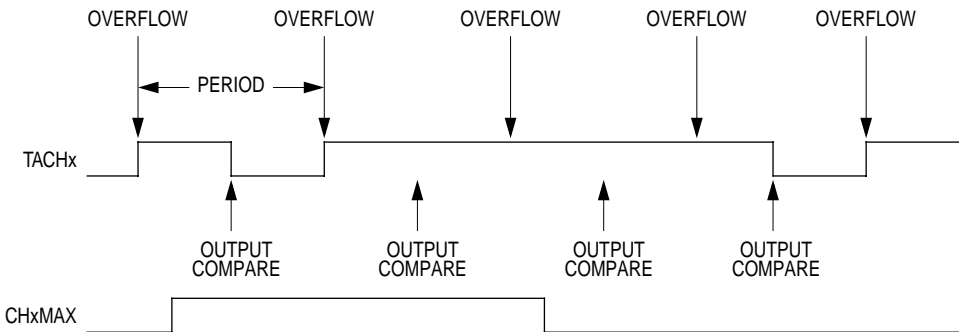 OVERFLOW OVERFLOW OVERFLOW OVERFLOW OVERFLOW
PERIOD
TACHx
OUTPUT OUTPUT OUTPUT OUTPUT
COMPARE COMPARE COMPARE COMPARE
CHxMAX